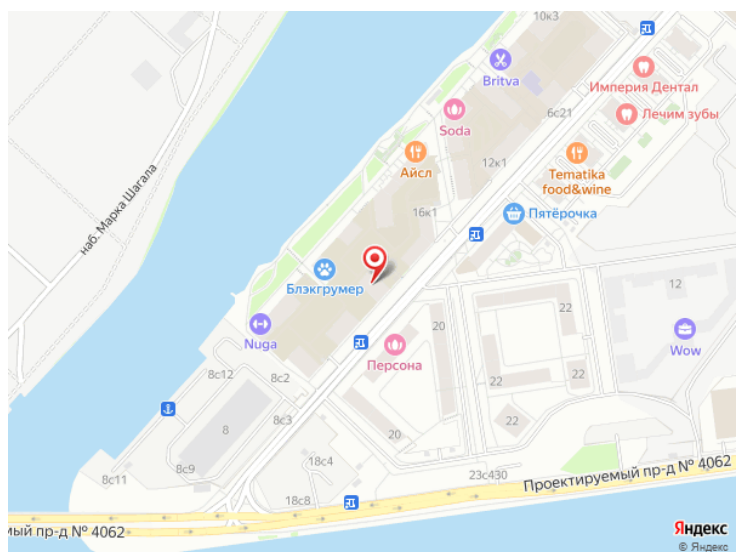 10к3
Britva
Империя Дентал
6с21
Лечим зубы
Soda
Айсл
12к1
Tematika
food&wine
наб. Марка Шагала
16к1
Пятёрочка
Блэкгрумер
12
Nuga
20
22
Wow
Персона
8с12
8с2
22
22
8с3
8
20
22
18с4
8с9
8с11
23с430
Проектируемый пр-д № 4062
18с8
мый пр-д № 4062
Яндекс
© Яндекс